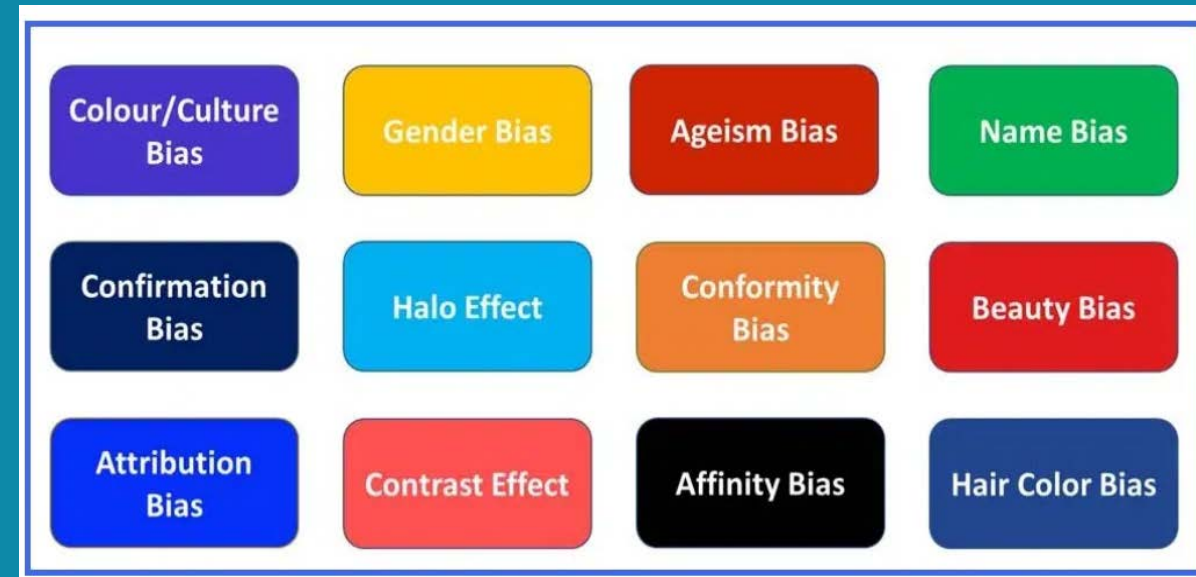 Colour/Culture
Bias
Gender Bias
Ageism Bias
Name Bias
Confirmation
Bias
Halo Effect
Conformity
Bias
Beauty Bias
Attribution
Bias
Contrast Effect
Affinity Bias
Hair Color Bias